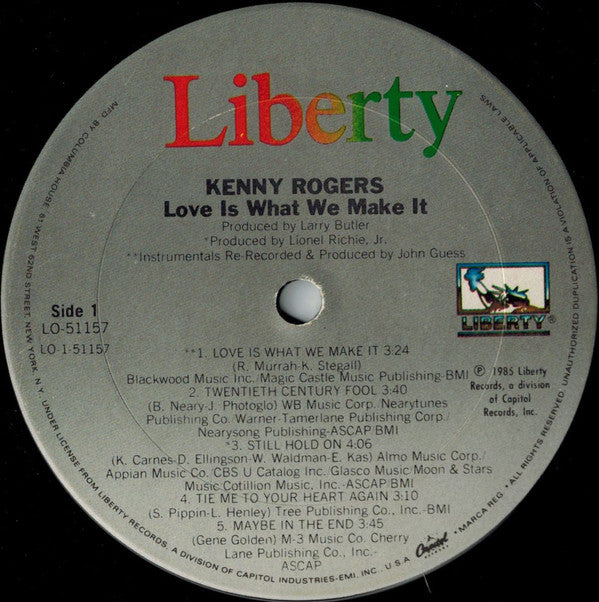 Liberty
KENNY ROGERS
Love Is What We Make It
Produced by Larry Butler
*Produced by Lionel Richie, Jr.
**Instrumentals Re-Recorded & Produced by John Guess
Side 1
LO-51157
LO-1-51157
LIBERTY®
℗ 1985 Liberty
Records, a division
of Capitol
Records, Inc.
**1. LOVE IS WHAT WE MAKE IT 3:24
(R. Murrah-K. Stegall)
Blackwood Music Inc./Magic Castle Music Publishing-BMI
2. TWENTIETH CENTURY FOOL 3:40
(B. Neary-J. Photoglo) WB Music Corp. Nearytunes
Publishing Co. Warner-Tamerlane Publishing Corp./
Nearysong Publishing-ASCAP/BMI
*3. STILL HOLD ON 4:06
(K. Carnes-D. Ellingson-W. Waldman-E. Kas) Almo Music Corp./
Appian Music Co. CBS U Catalog Inc./Glasco Music/Moon & Stars
Music/Cotillion Music, Inc.-ASCAP/BMI
4. TIE ME TO YOUR HEART AGAIN 3:10
(S. Pippin-L. Henley) Tree Publishing Co., Inc.-BMI
5. MAYBE IN THE END 3:45
(Gene Golden) M-3 Music Co. Cherry
Lane Publishing Co., Inc.-
ASCAP
MFD. BY COLUMBIA HOUSE, 51 WEST 52ND STREET, NEW YORK, N.Y. UNDER LICENSE FROM LIBERTY RECORDS, A DIVISION OF CAPITOL INDUSTRIES-EMI, INC., U.S.A.
Capitol
RECORDS
MARCA REG. • ALL RIGHTS RESERVED. UNAUTHORIZED DUPLICATION IS A VIOLATION OF APPLICABLE LAWS